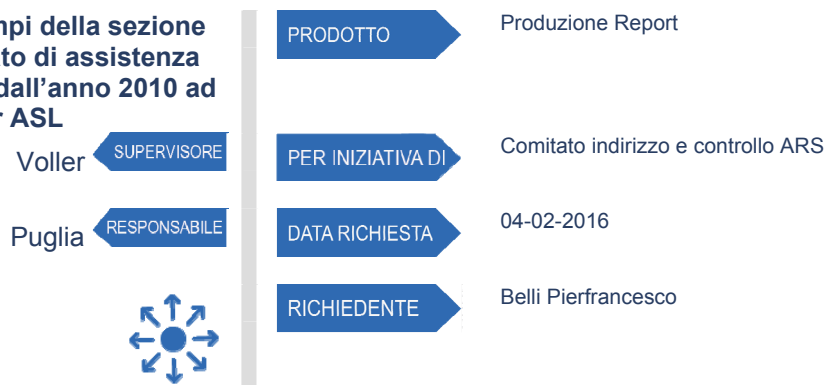 mpi della sezione
to di assistenza
dall’anno 2010 ad
r ASL
Voller SUPERVISORE
Puglia RESPONSABILE
PRODOTTO Produzione Report
PER INIZIATIVA DI Comitato indirizzo e controllo ARS
DATA RICHIESTA 04-02-2016
RICHIEDENTE Belli Pierfrancesco